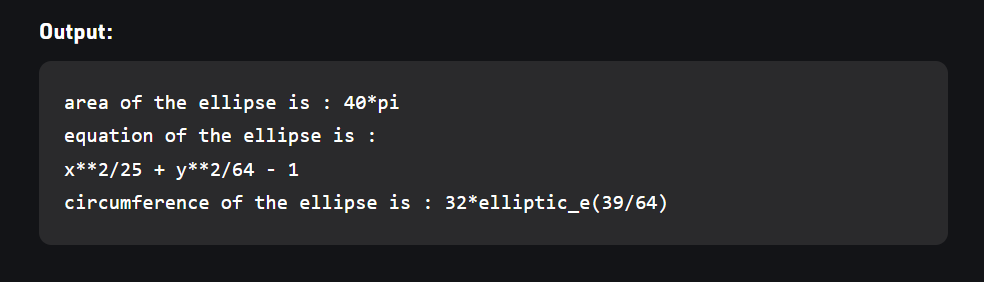 Output:
area of the ellipse is : 40*pi
equation of the ellipse is :
x**2/25 + y**2/64 - 1
circumference of the ellipse is : 32*elliptic_e(39/64)